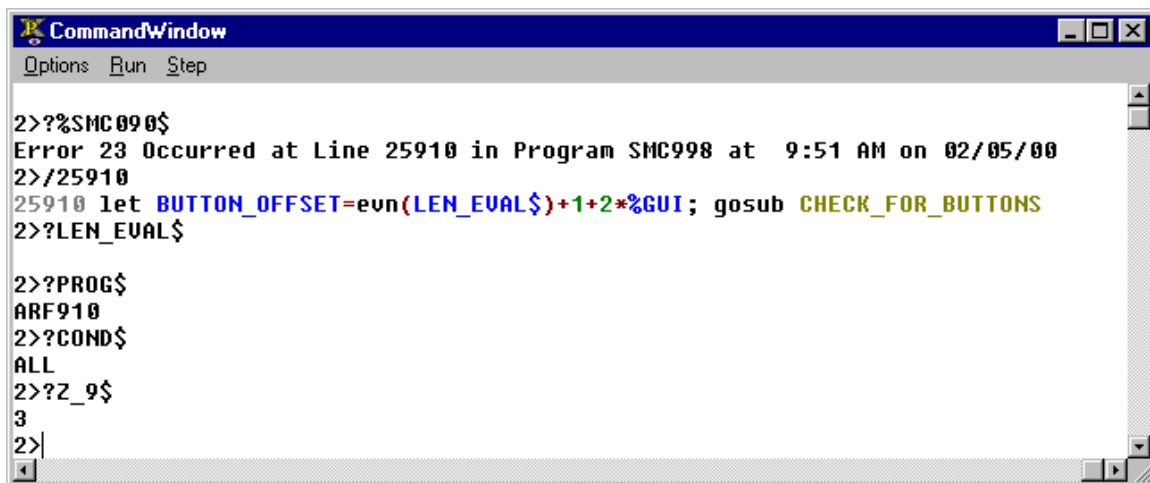 CommandWindow
Options Run Step
2>?%SMC090$
Error 23 Occurred at Line 25910 in Program SMC998 at  9:51 AM on 02/05/00
2>/25910
25910 let BUTTON_OFFSET=evn(LEN_EVAL$)+1+2*%GUI; gosub CHECK_FOR_BUTTONS
2>?LEN_EVAL$
2>?PROG$
ARF910
2>?COND$
ALL
2>?Z_9$
3
2>